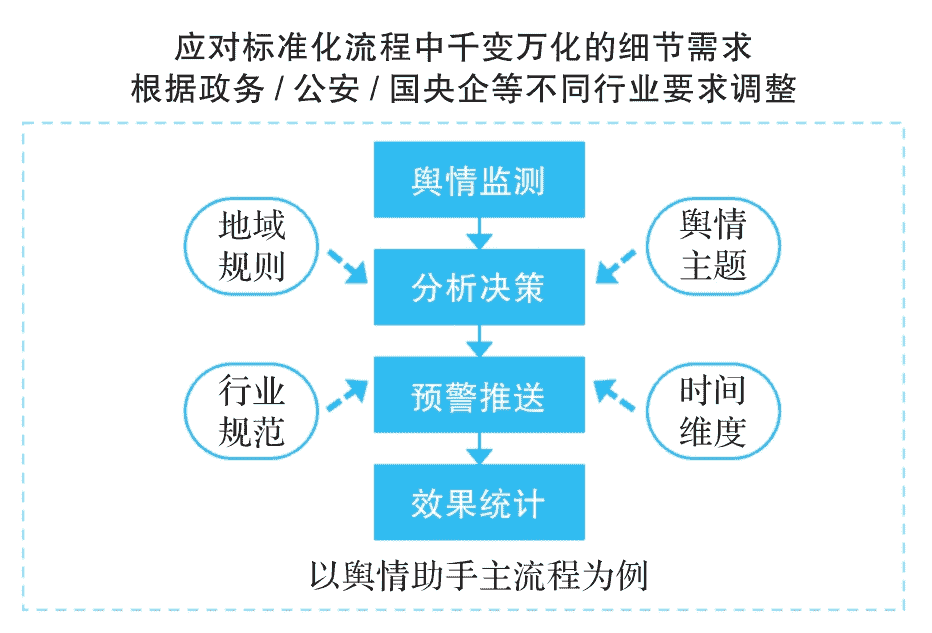 应对标准化流程中千变万化的细节需求
根据政务/公安/国央企等不同行业要求调整
舆情监测
地域
规则
舆情
主题
分析决策
行业
规范
预警推送
时间
维度
效果统计
以舆情助手主流程为例